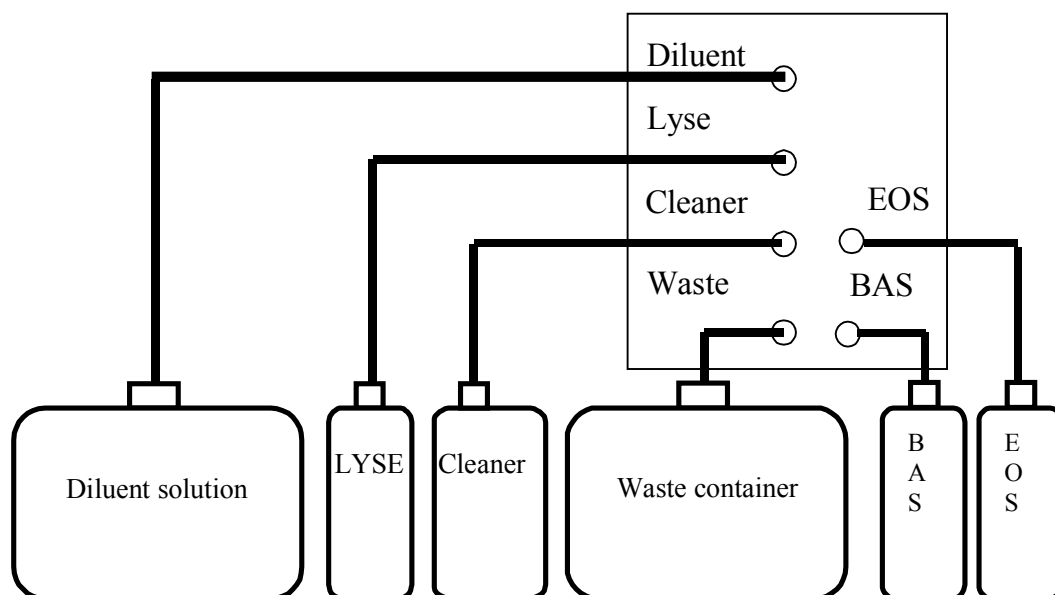 Diluent
Lyse
Cleaner
EOS
Waste
BAS
Diluent solution
LYSE
Cleaner
Waste container
B
A
S
E
O
S